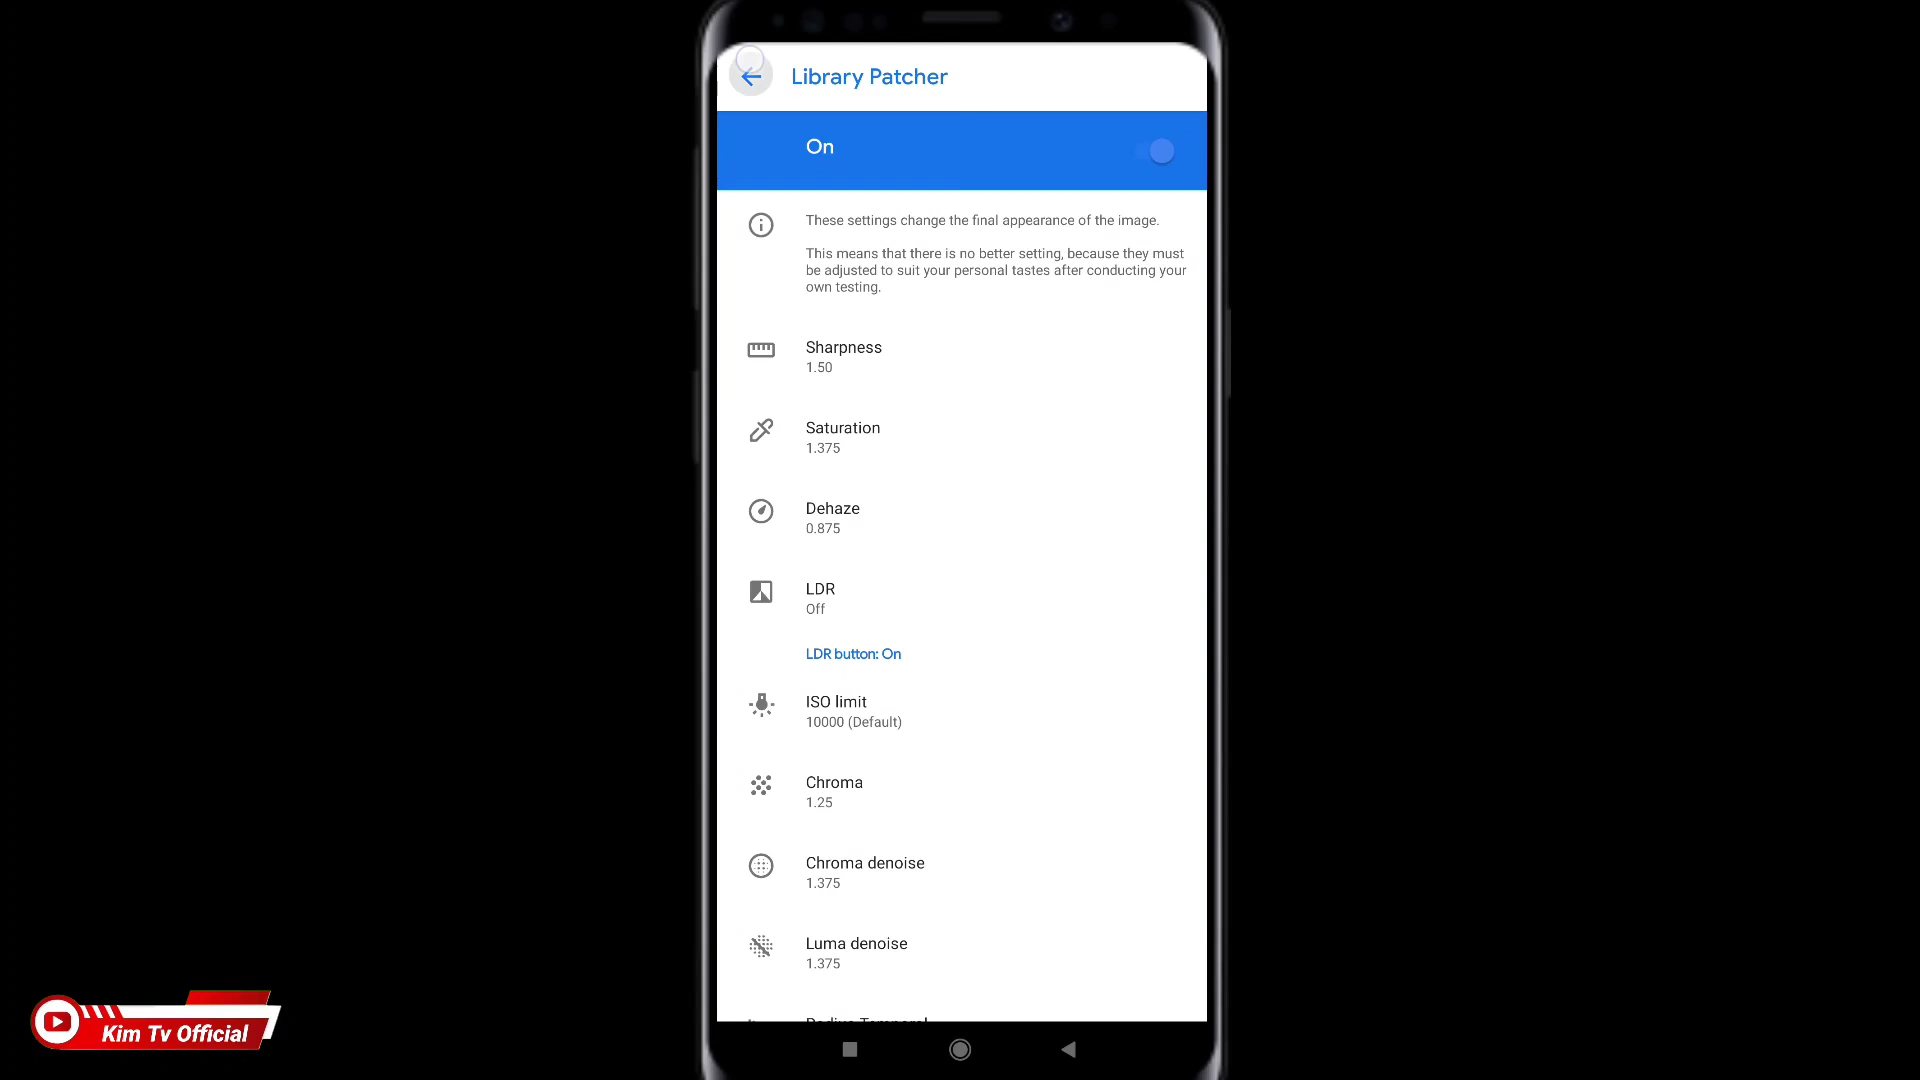 Library Patcher
On
These settings change the final appearance of the image.
This means that there is no better setting, because they must
be adjusted to suit your personal tastes after conducting your
own testing.
Sharpness
1.50
Saturation
1.375
Dehaze
0.875
LDR
Off
LDR button: On
ISO limit
10000 (Default)
Chroma
1.25
Chroma denoise
1.375
Luma denoise
1.375
Kim Tv Official